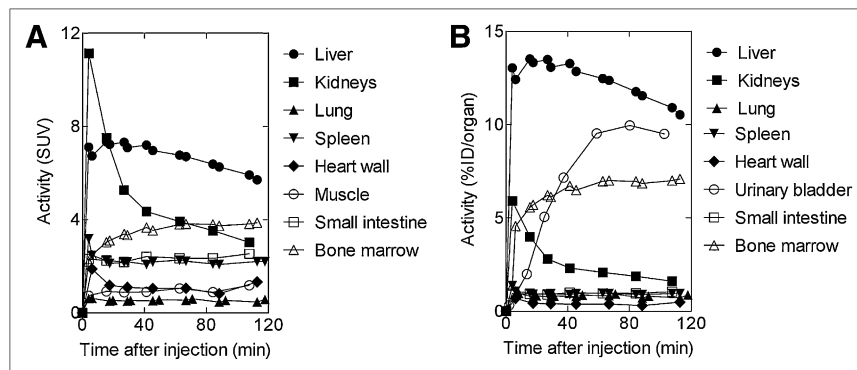 A
12
8
4
0
Activity (SUV)
0 40 80 120
Time after injection (min)
Liver
Kidneys
Lung
Spleen
Heart wall
Muscle
Small intestine
Bone marrow
B
15
10
5
0
Activity (%ID/organ)
0 40 80 120
Time after injection (min)
Liver
Kidneys
Lung
Spleen
Heart wall
Urinary bladder
Small intestine
Bone marrow